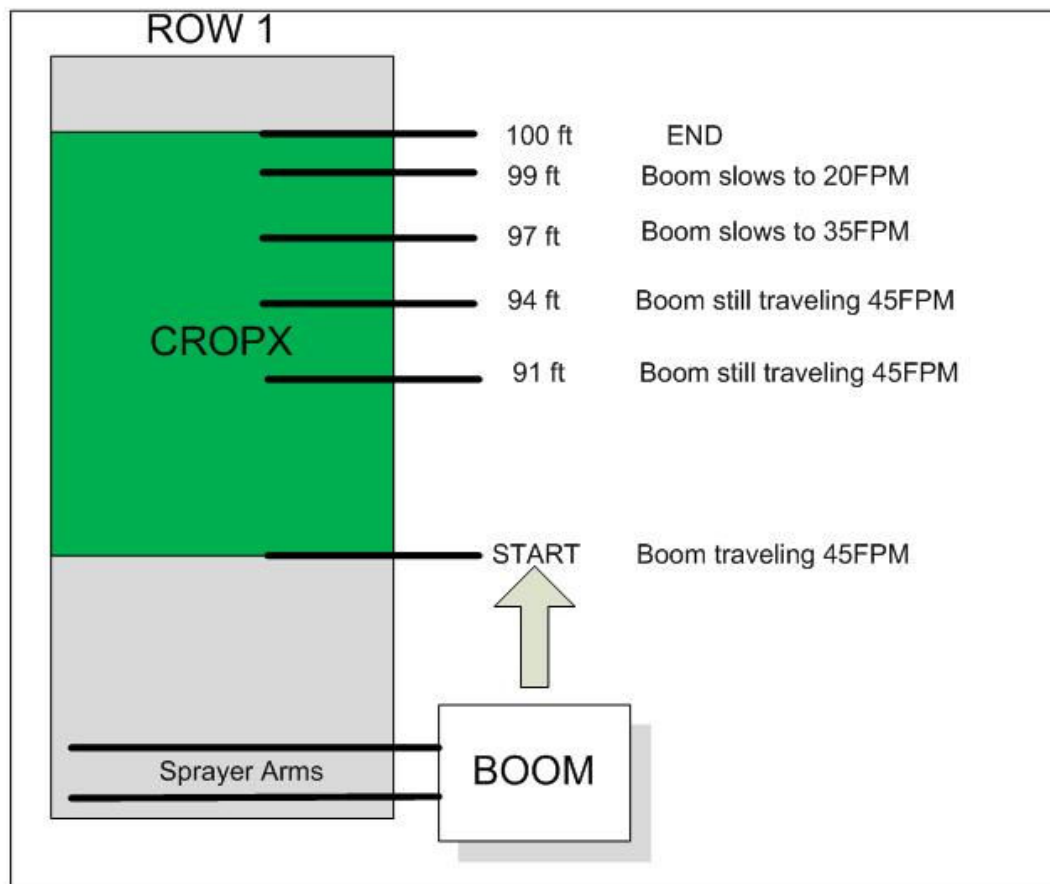 ROW 1
100 ft END
99 ft Boom slows to 20FPM
97 ft Boom slows to 35FPM
94 ft Boom still traveling 45FPM
CROPX
91 ft Boom still traveling 45FPM
START Boom traveling 45FPM
Sprayer Arms
BOOM